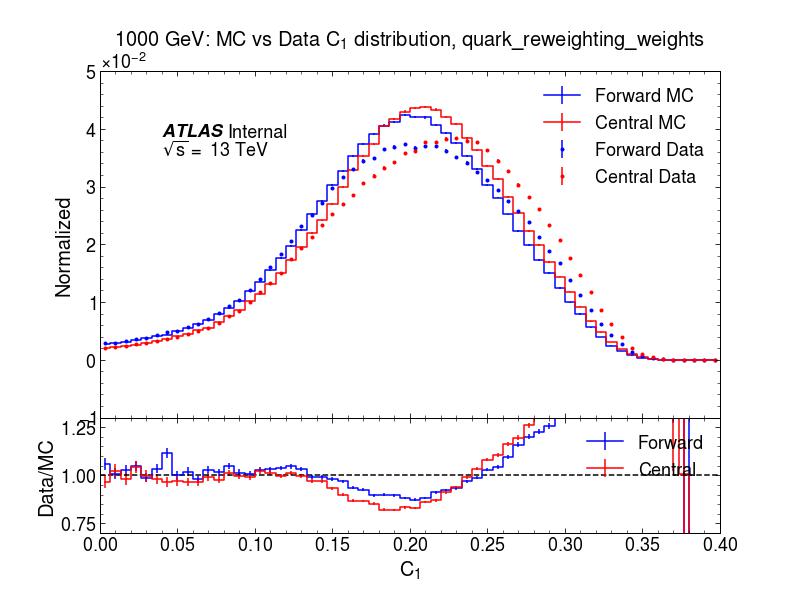 1000 GeV: MC vs Data C₁ distribution, quark_reweighting_weights
×10⁻²
5
4
3
2
1
0
−1
Normalized
ATLAS Internal
√s = 13 TeV
Forward MC
Central MC
Forward Data
Central Data
1.25
1.00
0.75
Data/MC
Forward
Central
0.00 0.05 0.10 0.15 0.20 0.25 0.30 0.35 0.40
C₁